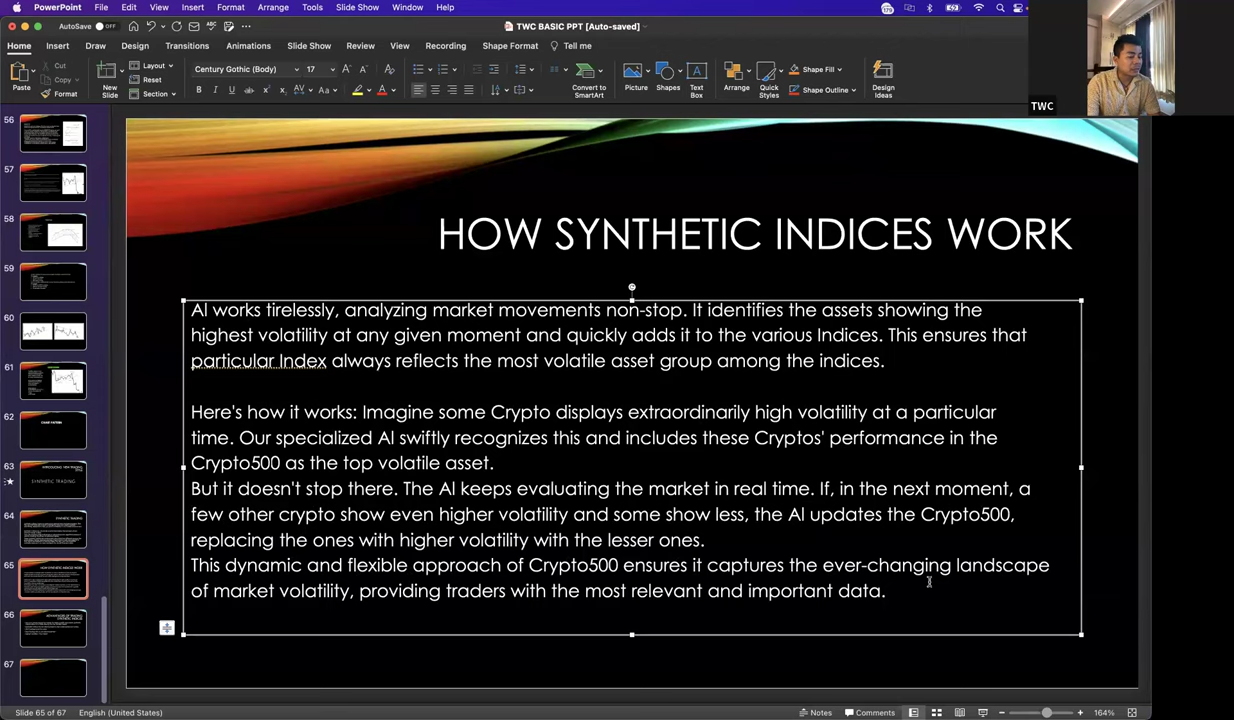 PowerPoint File Edit View Insert Format Arrange Tools Slide Show Window Help
AutoSave OFF TWC BASIC PPT [Auto-saved]
Home Insert Draw Design Transitions Animations Slide Show Review View Recording Shape Format Tell me
Paste Cut Copy Format New Slide Layout Reset Section Century Gothic (Body) 17 Convert to SmartArt Picture Shapes Text Box Arrange Quick Styles Shape Fill Shape Outline Design Ideas
TWC
56
57
58
59
60
61
62
63
SYNTHETIC TRADING
64
65
66
67
HOW SYNTHETIC INDICES WORK
AI works tirelessly, analyzing market movements non-stop. It identifies the assets showing the
highest volatility at any given moment and quickly adds it to the various Indices. This ensures that
particular Index always reflects the most volatile asset group among the indices.
Here's how it works: Imagine some Crypto displays extraordinarily high volatility at a particular
time. Our specialized AI swiftly recognizes this and includes these Cryptos' performance in the
Crypto500 as the top volatile asset.
But it doesn't stop there. The AI keeps evaluating the market in real time. If, in the next moment, a
few other crypto show even higher volatility and some show less, the AI updates the Crypto500,
replacing the ones with higher volatility with the lesser ones.
This dynamic and flexible approach of Crypto500 ensures it captures the ever-changing landscape
of market volatility, providing traders with the most relevant and important data.
Slide 65 of 67 English (United States) Notes Comments 164%